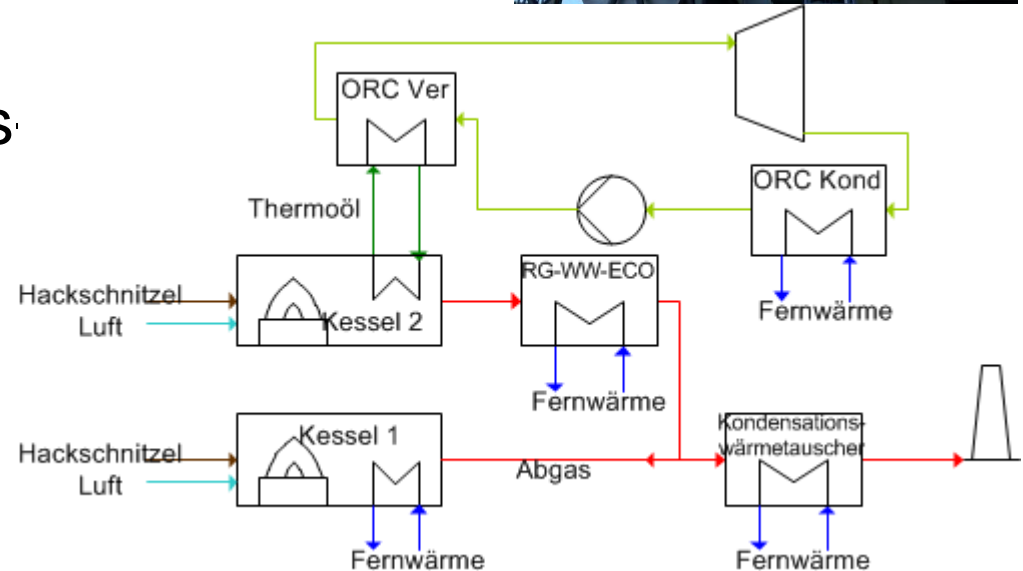 s-
ORC Ver
ORC Kond
Thermoöl
RG-WW-ECO
Hackschnitzel
Luft
Kessel 2
Fernwärme
Fernwärme
Kessel 1
Hackschnitzel
Luft
Abgas
Kondensations-
wärmetauscher
Fernwärme
Fernwärme